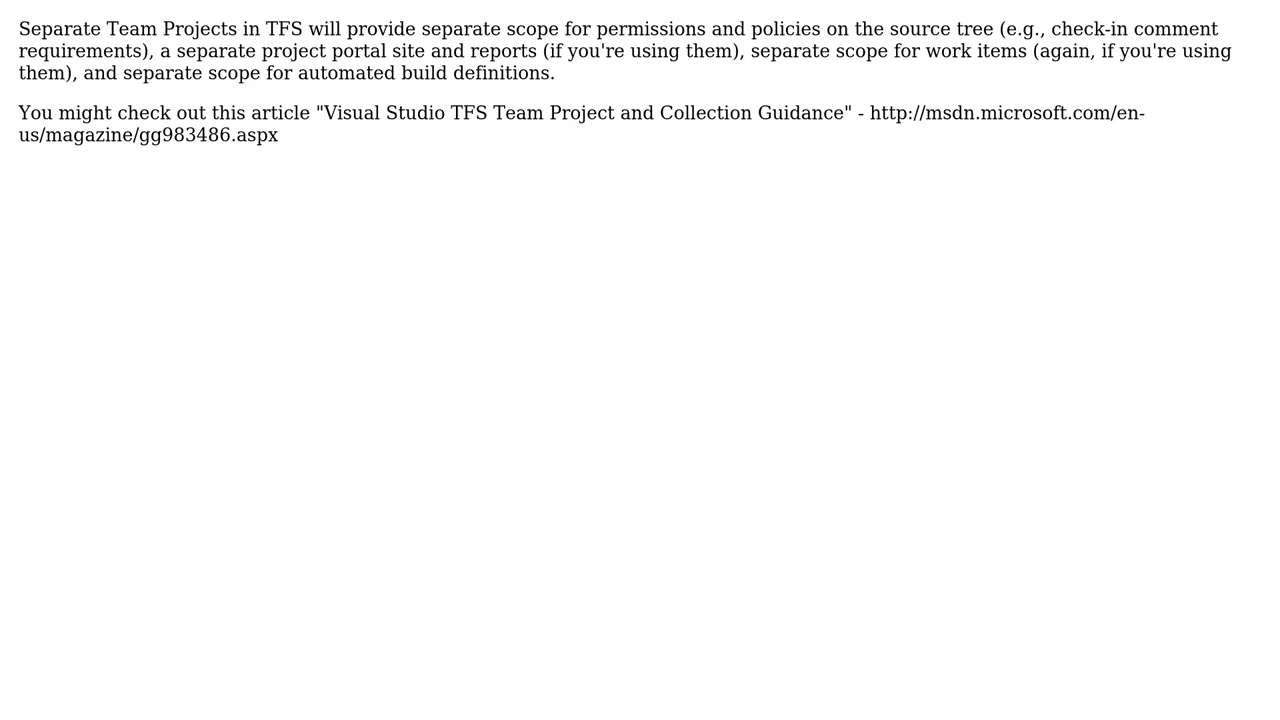 Separate Team Projects in TFS will provide separate scope for permissions and policies on the source tree (e.g., check-in comment
requirements), a separate project portal site and reports (if you're using them), separate scope for work items (again, if you're using
them), and separate scope for automated build definitions.
You might check out this article "Visual Studio TFS Team Project and Collection Guidance" - http://msdn.microsoft.com/en-
us/magazine/gg983486.aspx